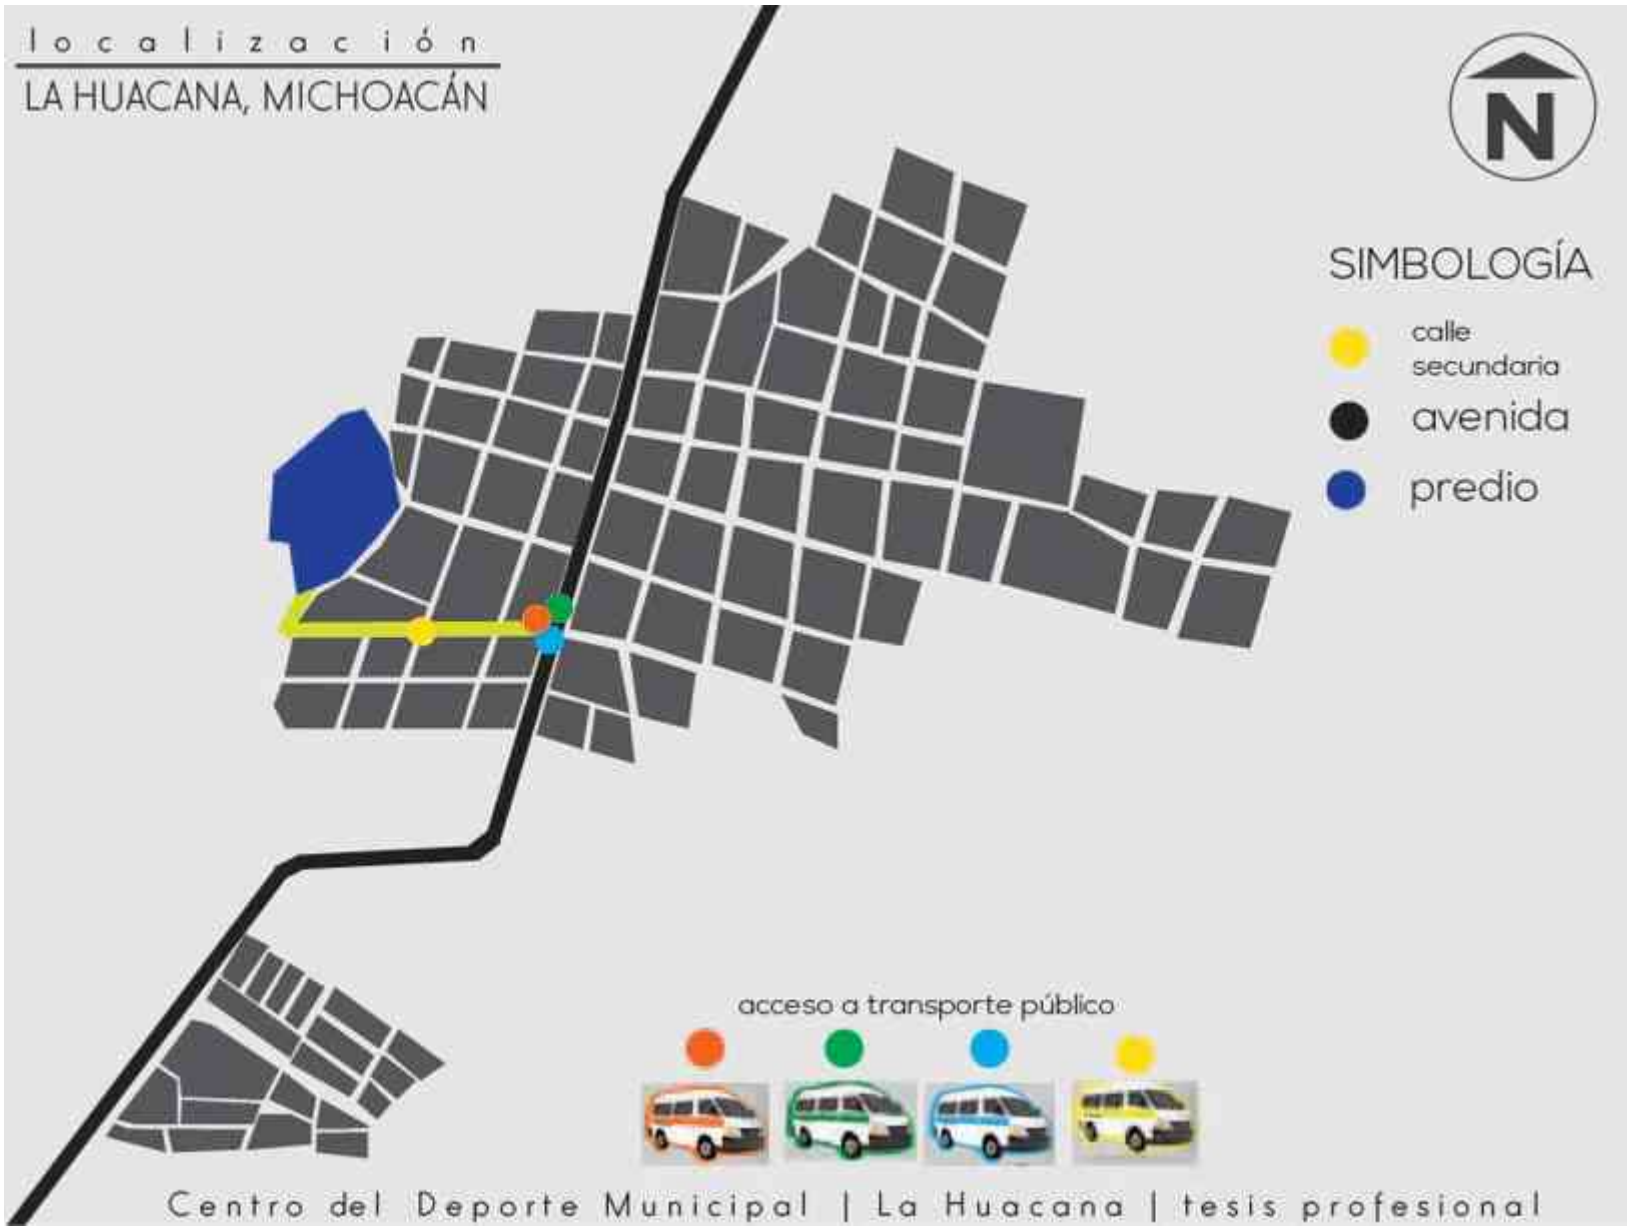 localización
LA HUACANA, MICHOACÁN
N
SIMBOLOGÍA
calle
secundaria
avenida
predio
acceso a transporte público
Centro del Deporte Municipal | La Huacana | tesis profesional